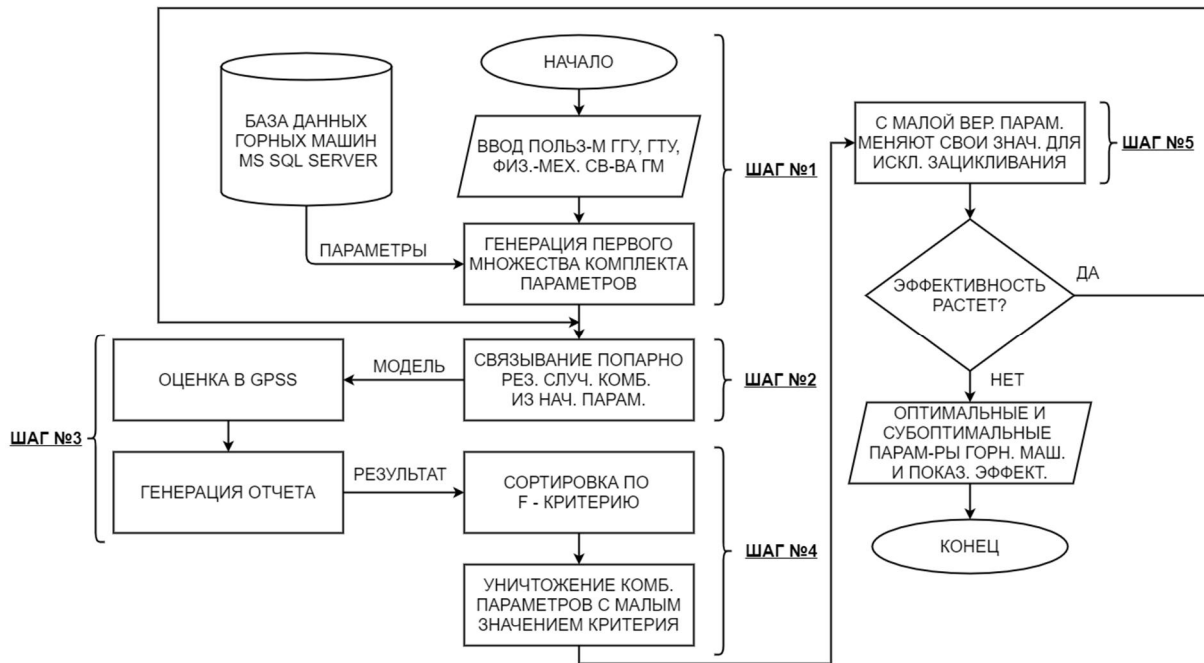 НАЧАЛО
БАЗА ДАННЫХ
ГОРНЫХ МАШИН
MS SQL SERVER
ВВОД ПОЛЬЗ-М ГГУ, ГТУ,
ФИЗ.-МЕХ. СВ-ВА ГМ
ШАГ №1
ПАРАМЕТРЫ
ГЕНЕРАЦИЯ ПЕРВОГО
МНОЖЕСТВА КОМПЛЕКТА
ПАРАМЕТРОВ
СВЯЗЫВАНИЕ ПОПАРНО
РЕЗ. СЛУЧ. КОМБ.
ИЗ НАЧ. ПАРАМ.
ШАГ №2
МОДЕЛЬ
ОЦЕНКА В GPSS
ШАГ №3
ГЕНЕРАЦИЯ ОТЧЕТА
РЕЗУЛЬТАТ
СОРТИРОВКА ПО
F - КРИТЕРИЮ
ШАГ №4
УНИЧТОЖЕНИЕ КОМБ.
ПАРАМЕТРОВ С МАЛЫМ
ЗНАЧЕНИЕМ КРИТЕРИЯ
С МАЛОЙ ВЕР. ПАРАМ.
МЕНЯЮТ СВОИ ЗНАЧ. ДЛЯ
ИСКЛ. ЗАЦИКЛИВАНИЯ
ШАГ №5
ЭФФЕКТИВНОСТЬ
РАСТЕТ?
ДА
НЕТ
ОПТИМАЛЬНЫЕ И
СУБОПТИМАЛЬНЫЕ
ПАРАМ-РЫ ГОРН. МАШ.
И ПОКАЗ. ЭФФЕКТ.
КОНЕЦ